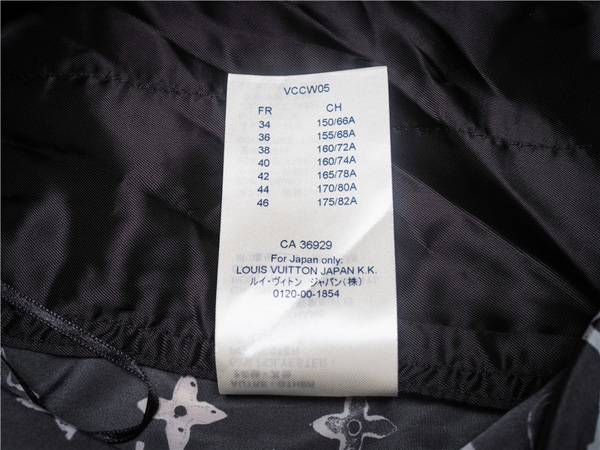 VCCW05
FR CH
34 150/66A
36 155/68A
38 160/72A
40 160/74A
42 165/78A
44 170/80A
46 175/82A
CA 36929
For Japan only:
LOUIS VUITTON JAPAN K.K.
ルイ・ヴィトン ジャパン(株)
0120-00-1854